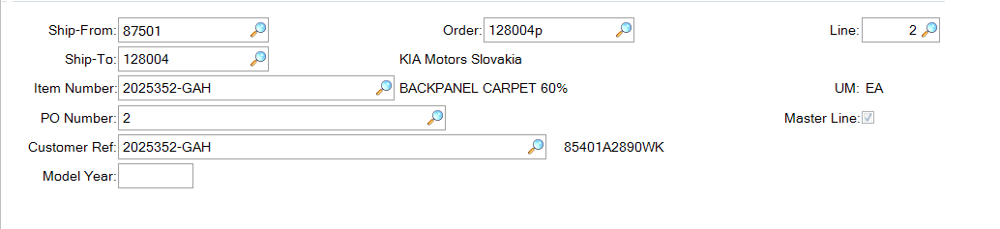 Ship-From: 87501 Order: 128004p Line: 2
Ship-To: 128004 KIA Motors Slovakia
Item Number: 2025352-GAH BACKPANEL CARPET 60% UM: EA
PO Number: 2 Master Line:
Customer Ref: 2025352-GAH 85401A2890WK
Model Year: